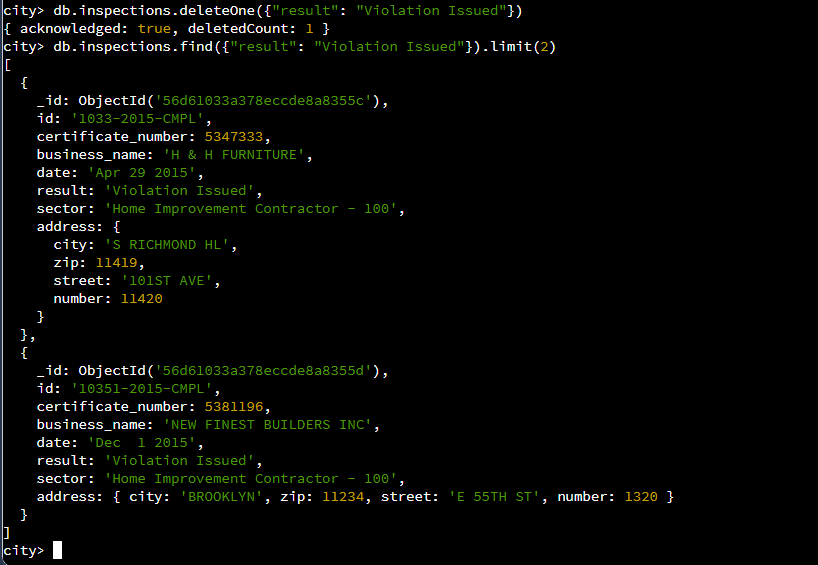 city> db.inspections.deleteOne({"result": "Violation Issued"})
{ acknowledged: true, deletedCount: 1 }
city> db.inspections.find({"result": "Violation Issued"}).limit(2)
[
  {
    _id: ObjectId('56d61033a378eccde8a8355c'),
    id: '1033-2015-CMPL',
    certificate_number: 5347333,
    business_name: 'H & H FURNITURE',
    date: 'Apr 29 2015',
    result: 'Violation Issued',
    sector: 'Home Improvement Contractor - 100',
    address: {
      city: 'S RICHMOND HL',
      zip: 11419,
      street: '101ST AVE',
      number: 11420
    }
  },
  {
    _id: ObjectId('56d61033a378eccde8a8355d'),
    id: '10351-2015-CMPL',
    certificate_number: 5381196,
    business_name: 'NEW FINEST BUILDERS INC',
    date: 'Dec  1 2015',
    result: 'Violation Issued',
    sector: 'Home Improvement Contractor - 100',
    address: { city: 'BROOKLYN', zip: 11234, street: 'E 55TH ST', number: 1320 }
  }
]
city>